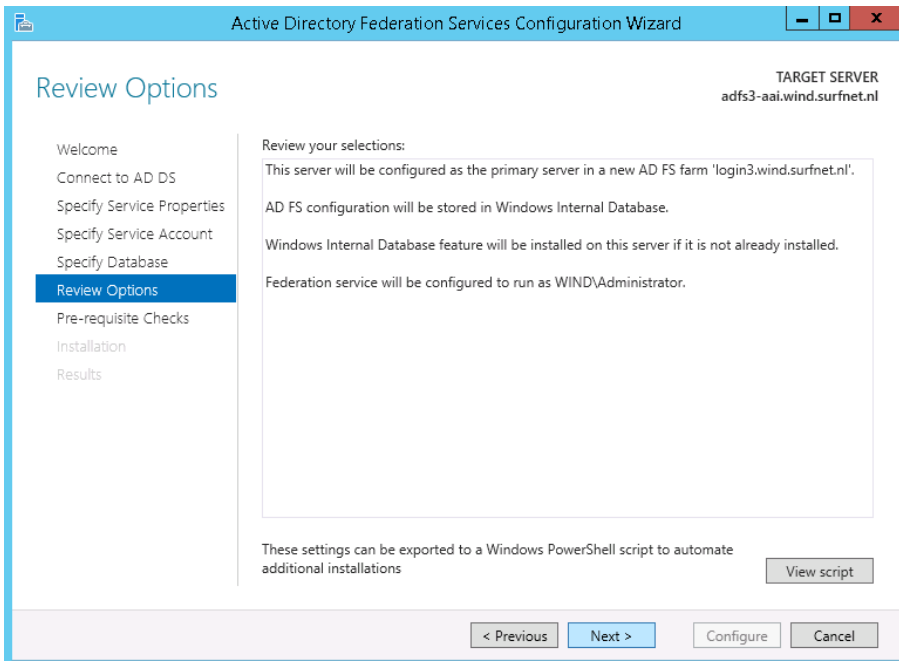 Active Directory Federation Services Configuration Wizard
Review Options
TARGET SERVER
adfs3-aai.wind.surfnet.nl
Welcome
Connect to AD DS
Specify Service Properties
Specify Service Account
Specify Database
Review Options
Pre-requisite Checks
Installation
Results
Review your selections:
This server will be configured as the primary server in a new AD FS farm 'login3.wind.surfnet.nl'.
AD FS configuration will be stored in Windows Internal Database.
Windows Internal Database feature will be installed on this server if it is not already installed.
Federation service will be configured to run as WIND\Administrator.
These settings can be exported to a Windows PowerShell script to automate
additional installations
View script
< Previous
Next >
Configure
Cancel